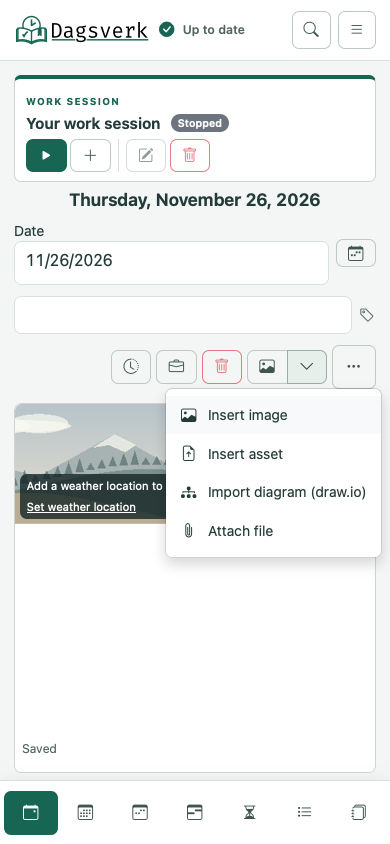 Dagsverk
Up to date
WORK SESSION
Your work session
Stopped
Thursday, November 26, 2026
Date
11/26/2026
Insert image
Insert asset
Import diagram (draw.io)
Attach file
Add a weather location to
Set weather location
Saved